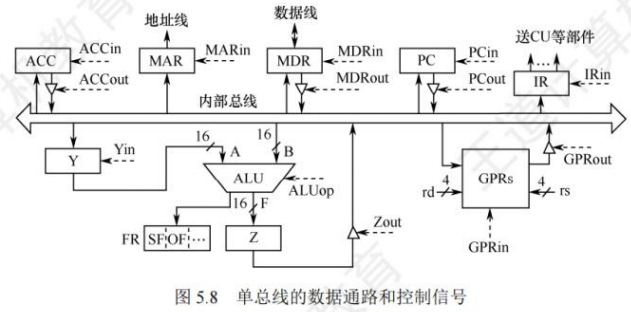 地址线
数据线
送CU等部件
ACC
ACCin
ACCout
MAR
MARin
MDR
MDRin
MDRout
PC
PCin
PCout
IR
IRin
内部总线
Y
Yin
16
A
16
B
ALU
ALUop
16
F
FR
SF
OF
…
Z
Zout
GPRs
GPRout
4
rd
4
rs
GPRin
图 5.8 单总线的数据通路和控制信号